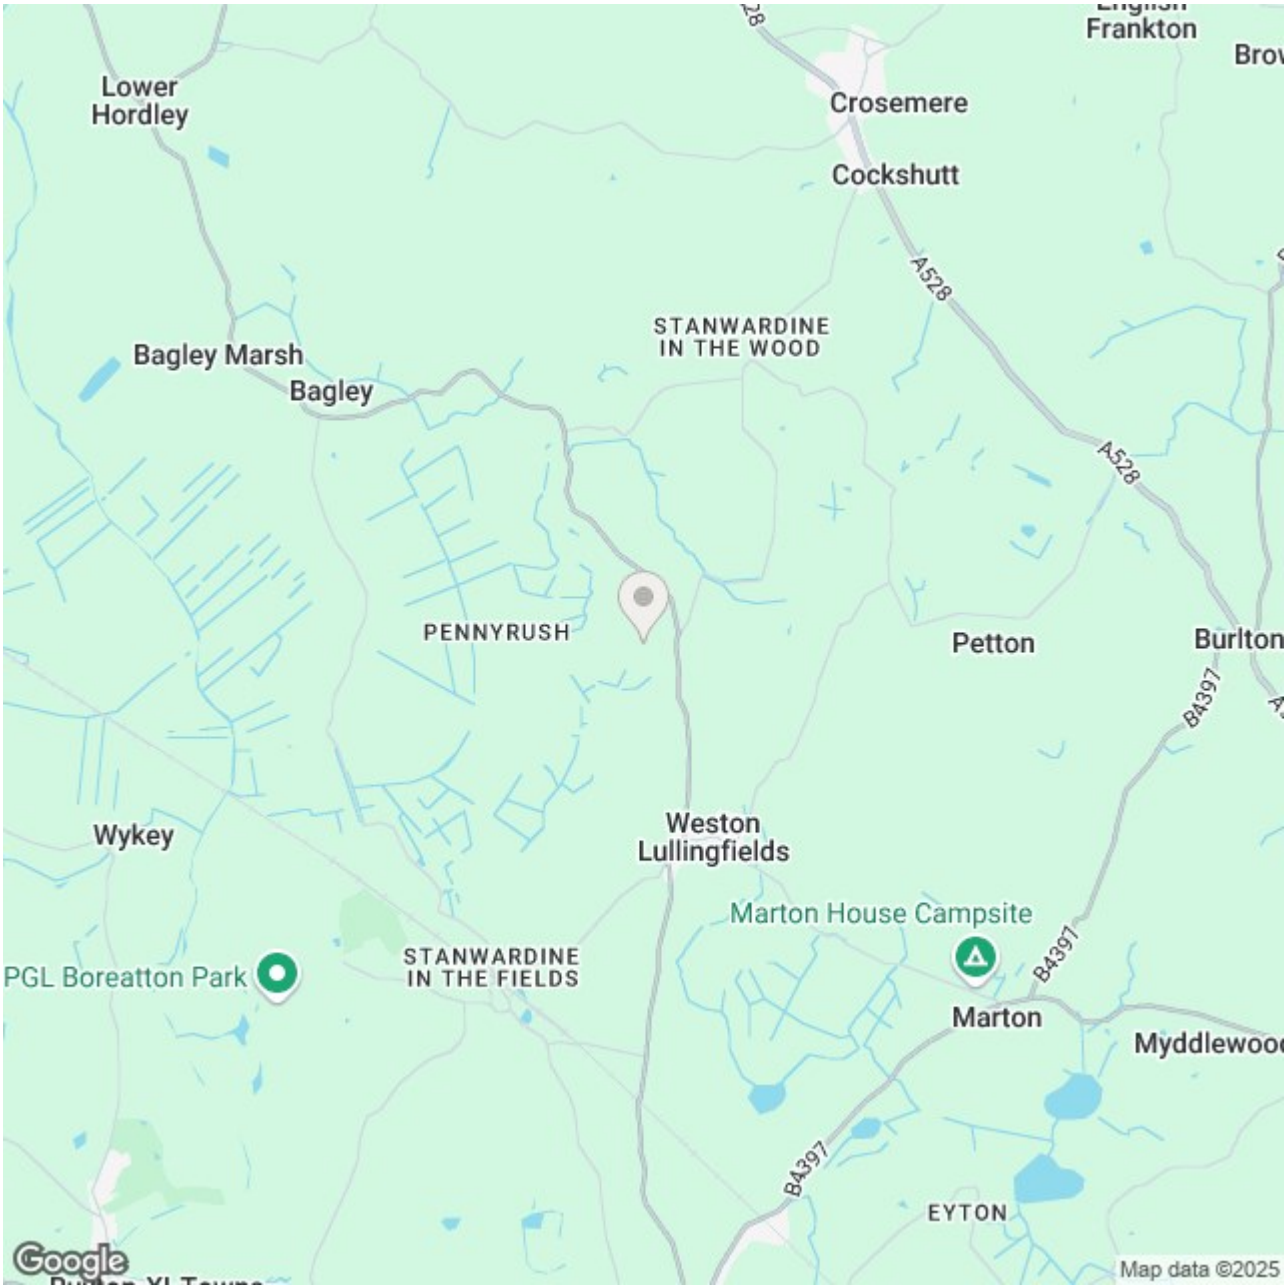 English
Frankton
Lower
Hordley
Crosemere
Cockshutt
A528
STANWARDINE
IN THE WOOD
Bagley Marsh
Bagley
A528
PENNYRUSH
Petton
Burlton
B4397
Wykey
Weston
Lullingfields
Marton House Campsite
STANWARDINE
IN THE FIELDS
PGL Boreatton Park
B4397
Marton
B4397
EYTON
Google
Map data ©2025